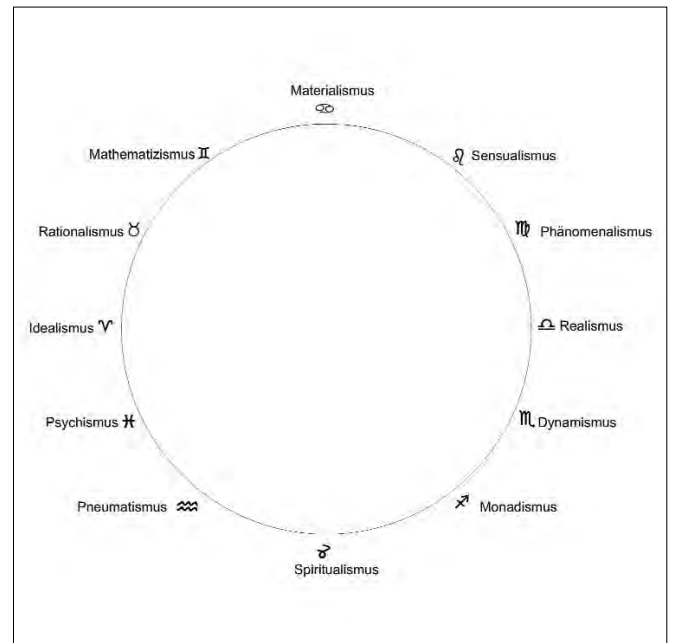 Materialismus
♋
Mathematizismus ♊
♌ Sensualismus
Rationalismus ♉
♍ Phänomenalismus
Idealismus ♈
♎ Realismus
Psychismus ♓
♏ Dynamismus
Pneumatismus ♒
♐ Monadismus
♑
Spiritualismus